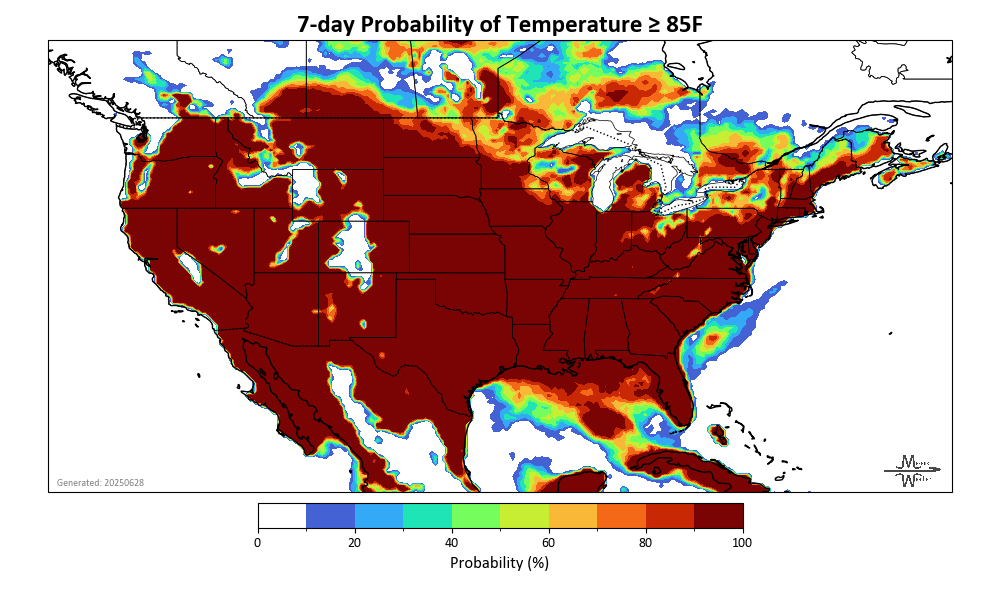 7-day Probability of Temperature ≥ 85F
Generated: 20250628
0 20 40 60 80 100
Probability (%)